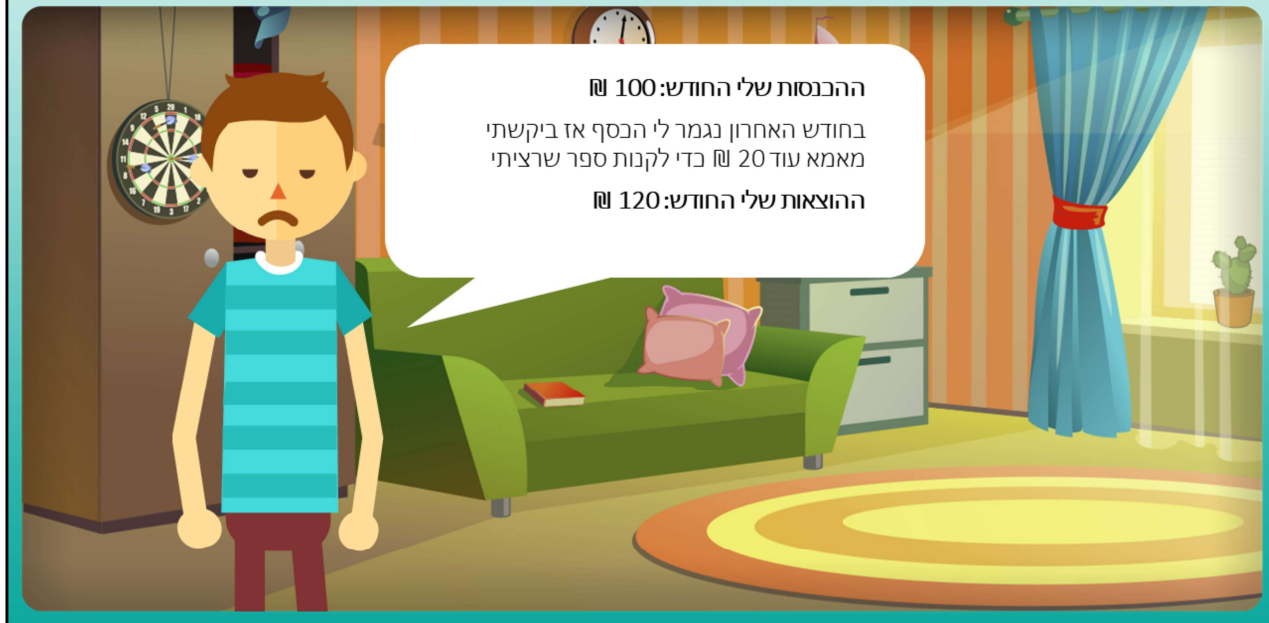 ההכנסות שלי החודש: 100 ₪
בחודש האחרון נגמר לי הכסף אז ביקשתי
מאמא עוד 20 ₪ כדי לקנות ספר שרציתי
ההוצאות שלי החודש: 120 ₪